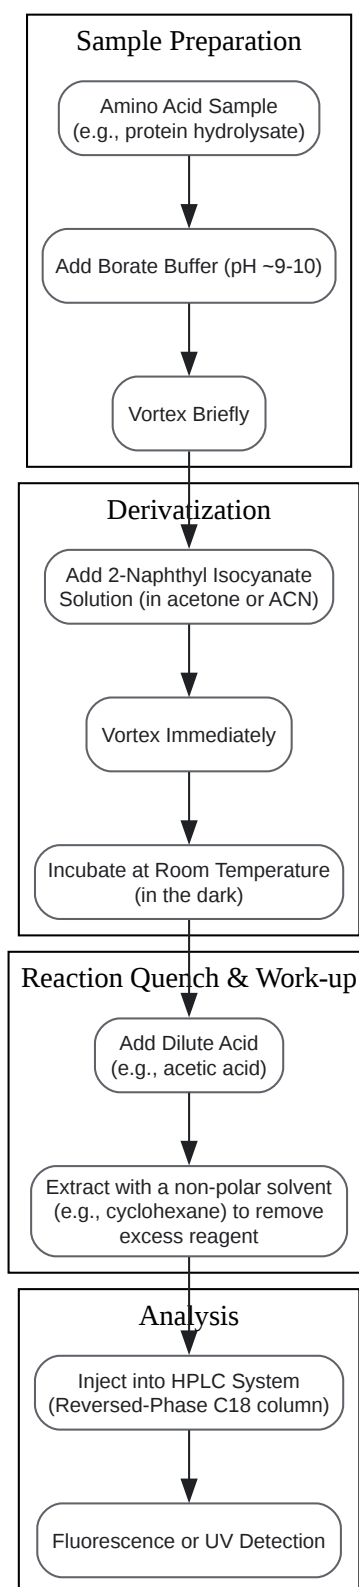 Sample Preparation
Amino Acid Sample
(e.g., protein hydrolysate)
Add Borate Buffer (pH ~9-10)
Vortex Briefly
Derivatization
Add 2-Naphthyl Isocyanate
Solution (in acetone or ACN)
Vortex Immediately
Incubate at Room Temperature
(in the dark)
Reaction Quench & Work-up
Add Dilute Acid
(e.g., acetic acid)
Extract with a non-polar solvent
(e.g., cyclohexane) to remove
excess reagent
Analysis
Inject into HPLC System
(Reversed-Phase C18 column)
Fluorescence or UV Detection